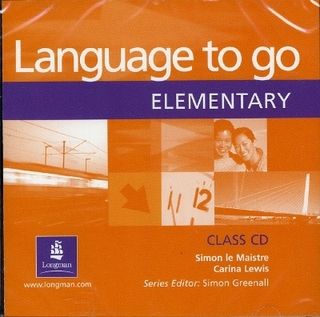 Language to go
ELEMENTARY
11 12
CLASS CD
Simon le Maistre
Carina Lewis
Series Editor: Simon Greenall
Longman
www.longman.com